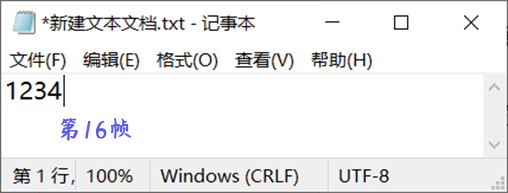 *新建文本文档.txt - 记事本
文件(F) 编辑(E) 格式(O) 查看(V) 帮助(H)
1234
第16帧
第 1 行, 100% Windows (CRLF) UTF-8